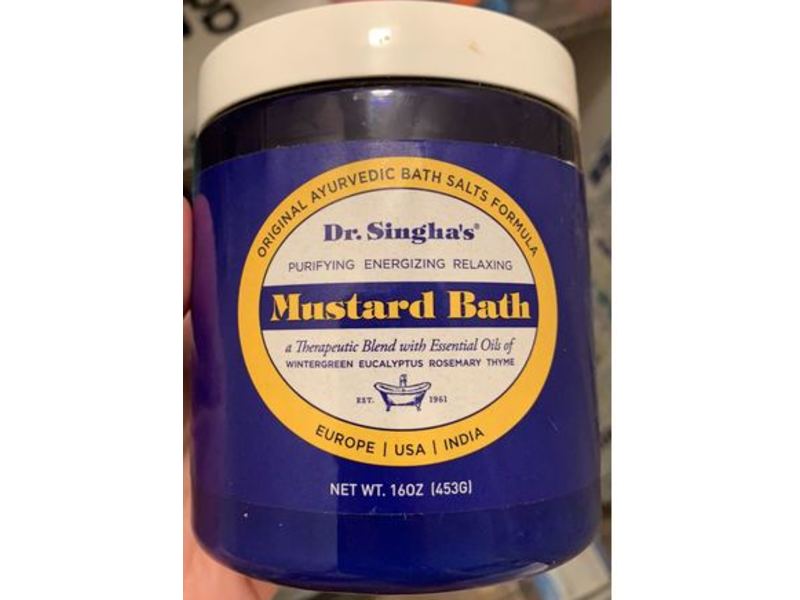 ORIGINAL AYURVEDIC BATH SALTS FORMULA
Dr. Singha's®
PURIFYING ENERGIZING RELAXING
Mustard Bath
a Therapeutic Blend with Essential Oils of
WINTERGREEN EUCALYPTUS ROSEMARY THYME
EST. 1961
EUROPE | USA | INDIA
NET WT. 16OZ (453G)